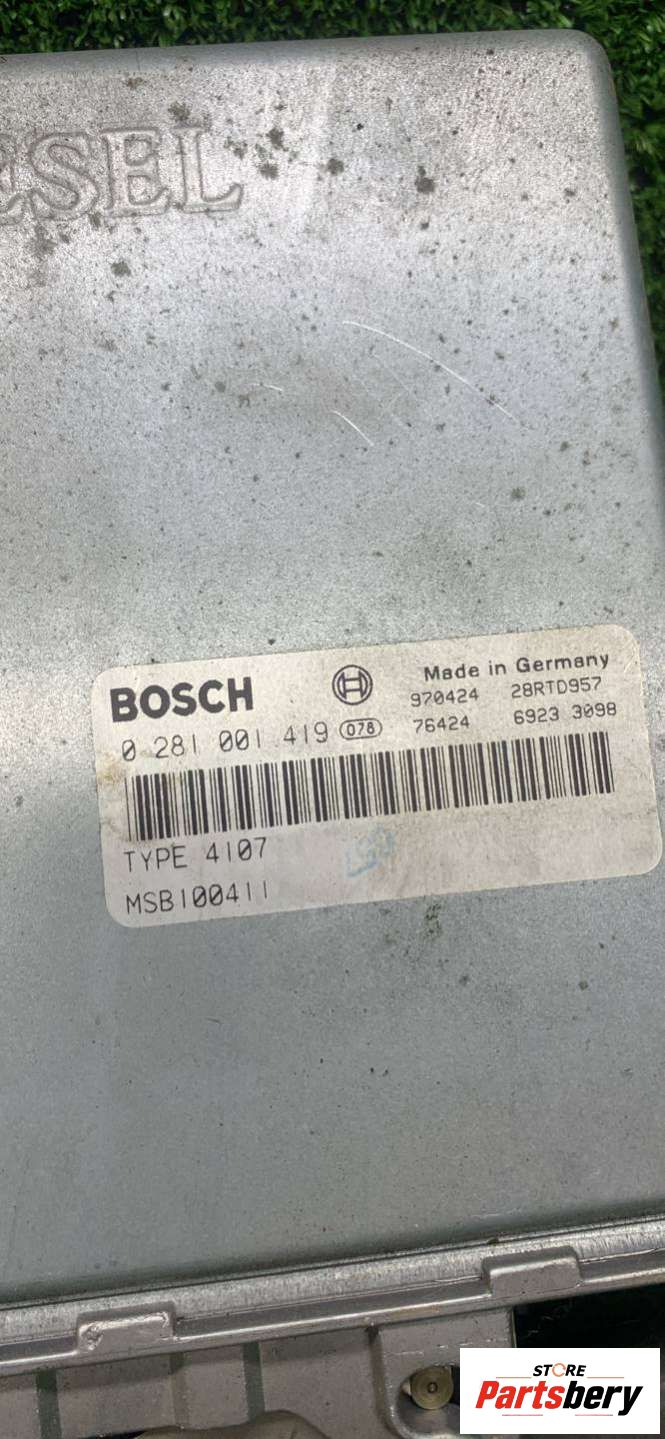 SEL
BOSCH Made in Germany
970424 28RTD957
0 281 001 419 078 76424 6923 3098
TYPE 4107
MSB100411
STORE
Partsbery